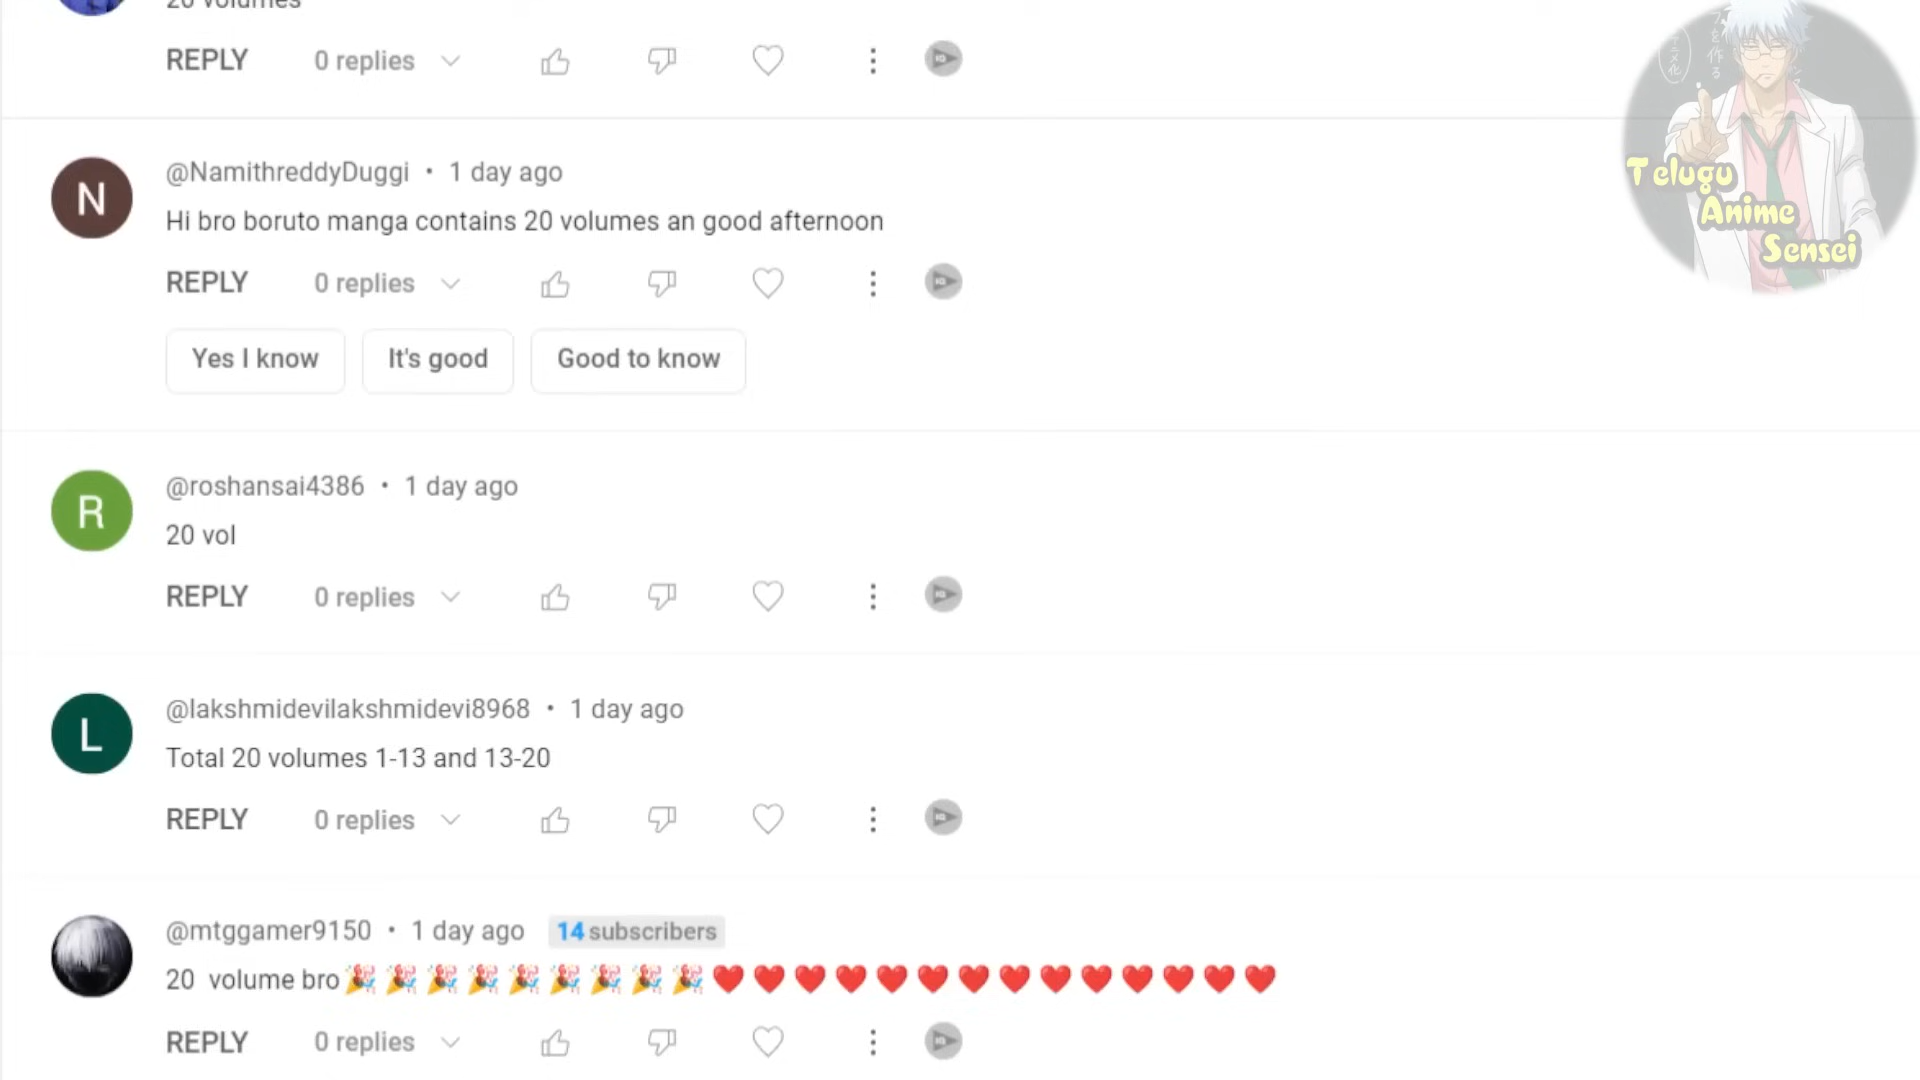 20 volumes
REPLY 0 replies
@NamithreddyDuggi • 1 day ago
Hi bro boruto manga contains 20 volumes an good afternoon
REPLY 0 replies
Yes I know It's good Good to know
@roshansai4386 • 1 day ago
20 vol
REPLY 0 replies
@lakshmidevilakshmidevi8968 • 1 day ago
Total 20 volumes 1-13 and 13-20
REPLY 0 replies
@mtggamer9150 • 1 day ago 14 subscribers
20 volume bro🎉🎉🎉🎉🎉🎉🎉🎉🎉❤️❤️❤️❤️❤️❤️❤️❤️❤️❤️❤️❤️❤️❤️
REPLY 0 replies
Telugu
Anime
Sensei
N
R
L